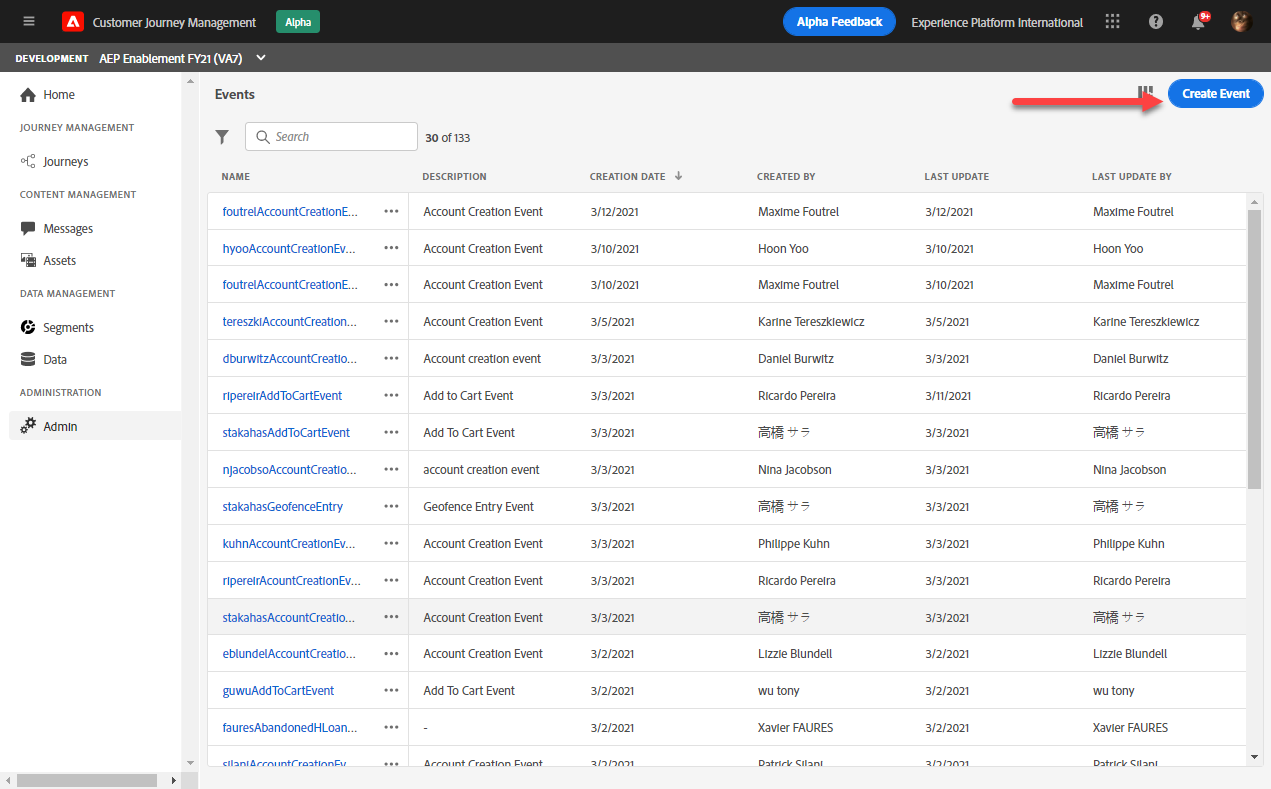 Customer Journey Management Alpha Alpha Feedback Experience Platform International 9+
DEVELOPMENT AEP Enablement FY21 (VA7)
Home
JOURNEY MANAGEMENT
Journeys
CONTENT MANAGEMENT
Messages
Assets
DATA MANAGEMENT
Segments
Data
ADMINISTRATION
Admin
Events Create Event
Search 30 of 133
NAME DESCRIPTION CREATION DATE CREATED BY LAST UPDATE LAST UPDATE BY
foutrelAccountCreationE... Account Creation Event 3/12/2021 Maxime Foutrel 3/12/2021 Maxime Foutrel
hyooAccountCreationEv... Account Creation Event 3/10/2021 Hoon Yoo 3/10/2021 Hoon Yoo
foutrelAccountCreationE... Account Creation Event 3/10/2021 Maxime Foutrel 3/10/2021 Maxime Foutrel
tereszkiAccountCreation... Account Creation Event 3/5/2021 Karine Tereszkiewicz 3/5/2021 Karine Tereszkiewicz
dburwitzAccountCreatio... Account creation event 3/3/2021 Daniel Burwitz 3/3/2021 Daniel Burwitz
ripereirAddToCartEvent Add to Cart Event 3/3/2021 Ricardo Pereira 3/11/2021 Ricardo Pereira
stakahasAddToCartEvent Add To Cart Event 3/3/2021 高橋 サラ 3/3/2021 高橋 サラ
njacobsoAccountCreatio... account creation event 3/3/2021 Nina Jacobson 3/3/2021 Nina Jacobson
stakahasGeofenceEntry Geofence Entry Event 3/3/2021 高橋 サラ 3/3/2021 高橋 サラ
kuhnAccountCreationEv... Account Creation Event 3/3/2021 Philippe Kuhn 3/3/2021 Philippe Kuhn
ripereirAcountCreationEv... Account Creation Event 3/3/2021 Ricardo Pereira 3/3/2021 Ricardo Pereira
stakahasAccountCreatio... Account Creation Event 3/3/2021 高橋 サラ 3/3/2021 高橋 サラ
eblundelAccountCreatio... Account Creation Event 3/2/2021 Lizzie Blundell 3/2/2021 Lizzie Blundell
guwuAddToCartEvent Add To Cart Event 3/2/2021 wu tony 3/2/2021 wu tony
fauresAbandonedHLoan... - 3/2/2021 Xavier FAURES 3/2/2021 Xavier FAURES
silaniAccountCreationEv... Account Creation Event 3/2/2021 Patrick Silani 3/2/2021 Patrick Silani